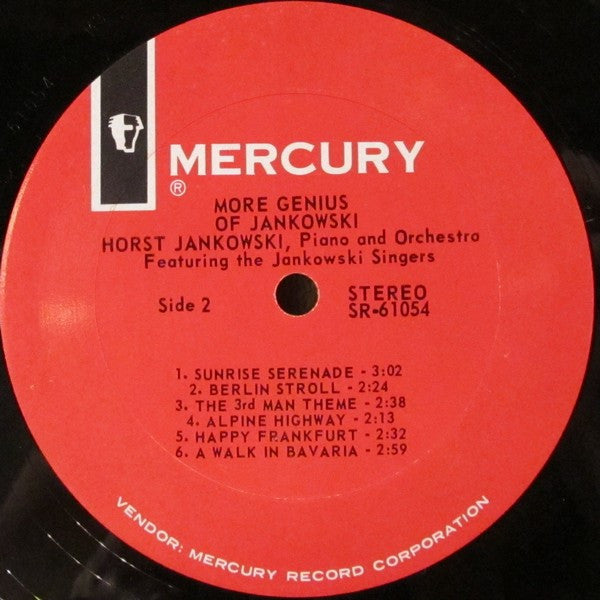 MERCURY
®
MORE GENIUS
OF JANKOWSKI
HORST JANKOWSKI, Piano and Orchestra
Featuring the Jankowski Singers
Side 2
STEREO
SR-61054
1. SUNRISE SERENADE - 3:02
2. BERLIN STROLL - 2:24
3. THE 3rd MAN THEME - 2:38
4. ALPINE HIGHWAY - 2:13
5. HAPPY FRANKFURT - 2:32
6. A WALK IN BAVARIA - 2:59
VENDOR: MERCURY RECORD CORPORATION